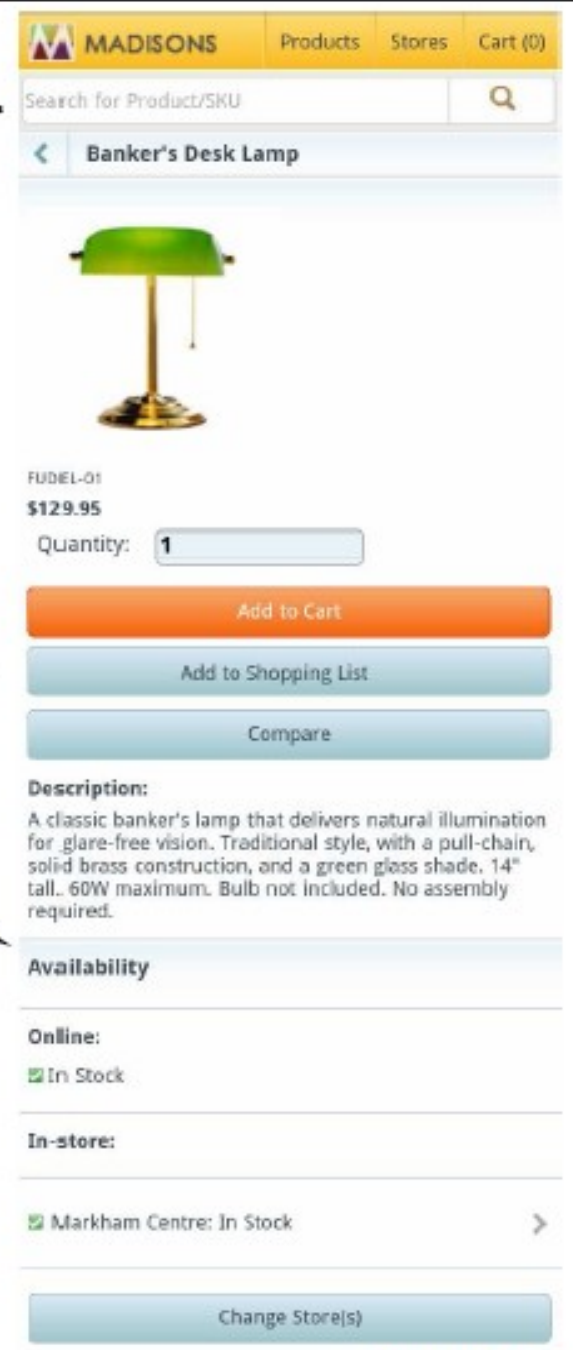 MADISONS Products Stores Cart (0)
Search for Product/SKU
Banker's Desk Lamp
FUDIEL-01
$129.95
Quantity: 1
Add to Cart
Add to Shopping List
Compare
Description:
A classic banker's lamp that delivers natural illumination
for glare-free vision. Traditional style, with a pull-chain,
solid brass construction, and a green glass shade. 14"
tall.. 60W maximum. Bulb not included. No assembly
required.
Availability
Online:
In Stock
In-store:
Markham Centre: In Stock
Change Store(s)